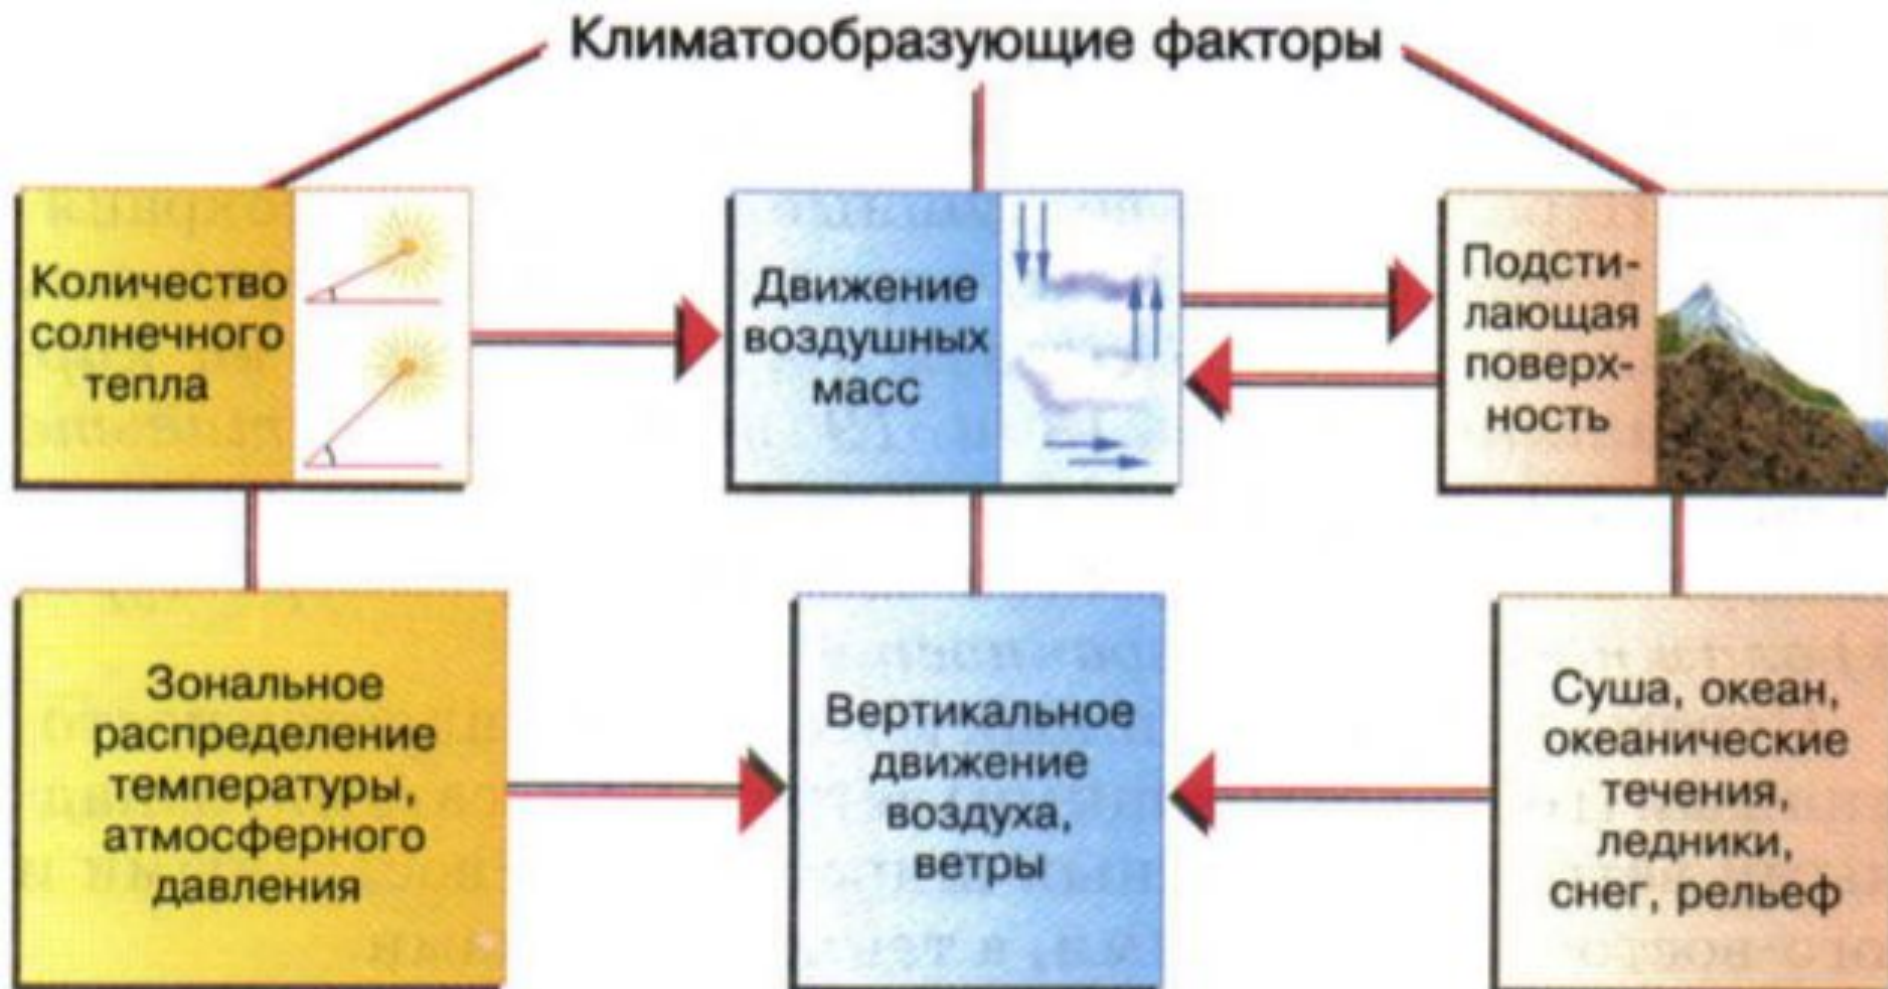 Климатообразующие факторы
Количество
солнечного
тепла
Движение
воздушных
масс
Подсти-
лающая
поверх-
ность
Зональное
распределение
температуры,
атмосферного
давления
Вертикальное
движение
воздуха,
ветры
Суша, океан,
океанические
течения,
ледники,
снег, рельеф